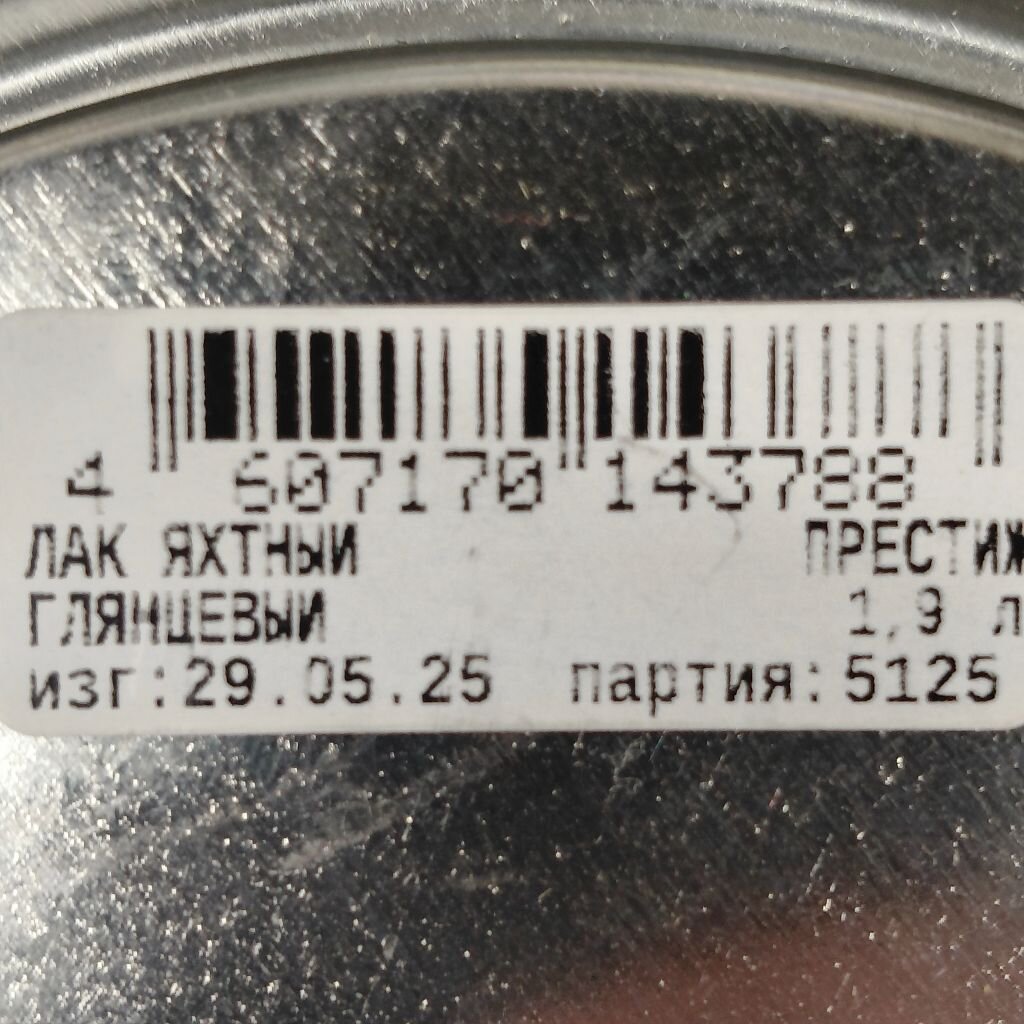 4 607170 143788
ЛАК ЯХТНЫЙ ПРЕСТИЖ
ГЛЯНЦЕВЫЙ 1,9 л
изг:29.05.25 партия:5125